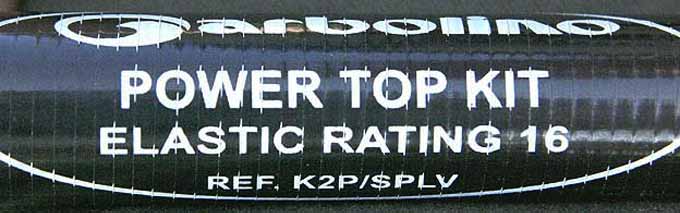 Garbolino
POWER TOP KIT
ELASTIC RATING 16
REF. K2P/SPLV